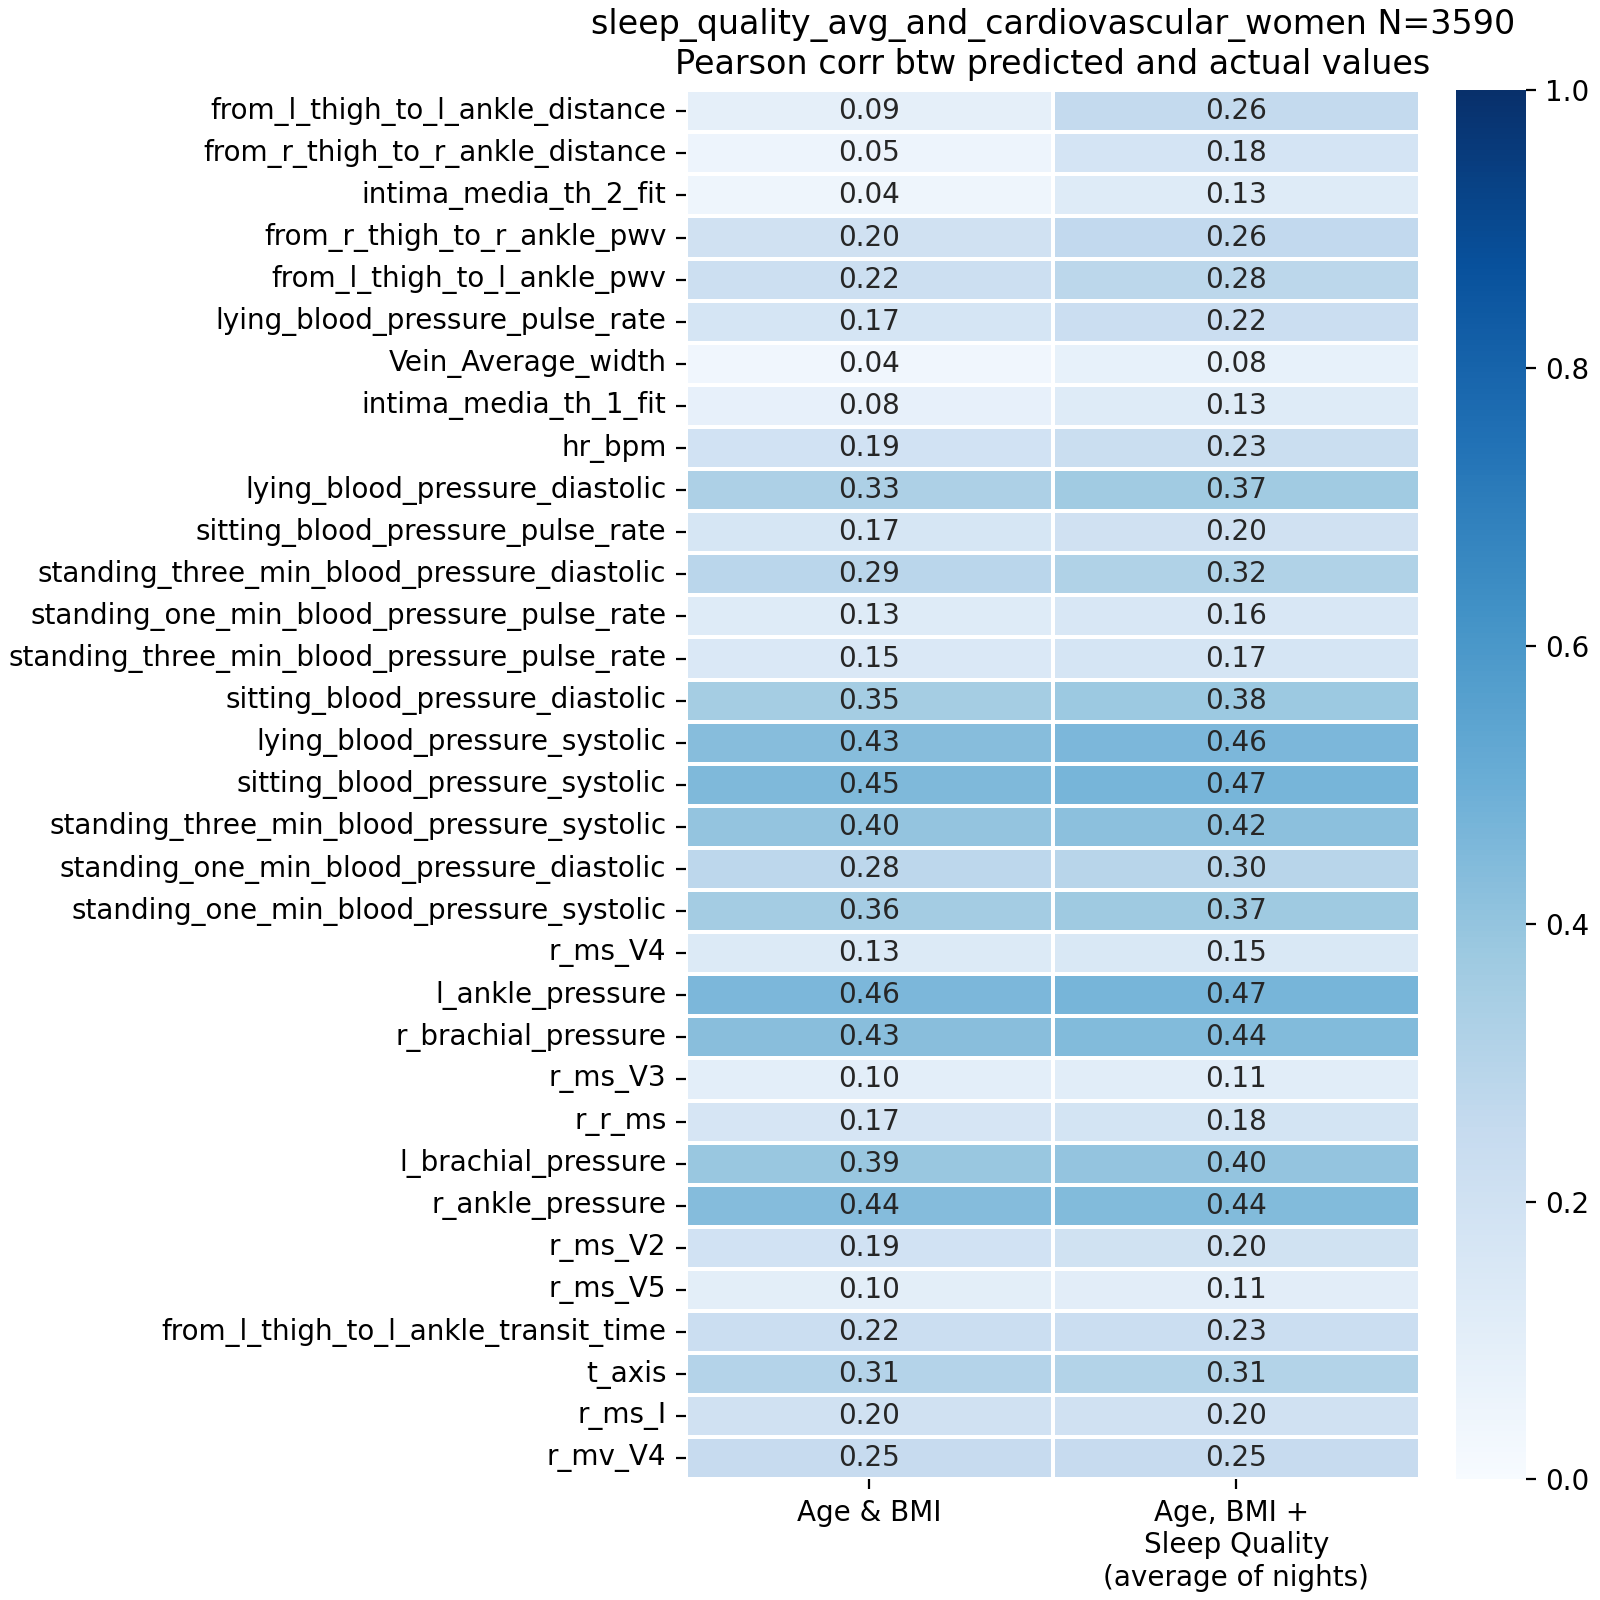 sleep_quality_avg_and_cardiovascular_women N=3590
Pearson corr btw predicted and actual values
from_l_thigh_to_l_ankle_distance 0.09 0.26
from_r_thigh_to_r_ankle_distance 0.05 0.18
intima_media_th_2_fit 0.04 0.13
from_r_thigh_to_r_ankle_pwv 0.20 0.26
from_l_thigh_to_l_ankle_pwv 0.22 0.28
lying_blood_pressure_pulse_rate 0.17 0.22
Vein_Average_width 0.04 0.08
intima_media_th_1_fit 0.08 0.13
hr_bpm 0.19 0.23
lying_blood_pressure_diastolic 0.33 0.37
sitting_blood_pressure_pulse_rate 0.17 0.20
standing_three_min_blood_pressure_diastolic 0.29 0.32
standing_one_min_blood_pressure_pulse_rate 0.13 0.16
standing_three_min_blood_pressure_pulse_rate 0.15 0.17
sitting_blood_pressure_diastolic 0.35 0.38
lying_blood_pressure_systolic 0.43 0.46
sitting_blood_pressure_systolic 0.45 0.47
standing_three_min_blood_pressure_systolic 0.40 0.42
standing_one_min_blood_pressure_diastolic 0.28 0.30
standing_one_min_blood_pressure_systolic 0.36 0.37
r_ms_V4 0.13 0.15
l_ankle_pressure 0.46 0.47
r_brachial_pressure 0.43 0.44
r_ms_V3 0.10 0.11
r_r_ms 0.17 0.18
l_brachial_pressure 0.39 0.40
r_ankle_pressure 0.44 0.44
r_ms_V2 0.19 0.20
r_ms_V5 0.10 0.11
from_l_thigh_to_l_ankle_transit_time 0.22 0.23
t_axis 0.31 0.31
r_ms_I 0.20 0.20
r_mv_V4 0.25 0.25
Age & BMI
Age, BMI +
Sleep Quality
(average of nights)
1.0
0.8
0.6
0.4
0.2
0.0